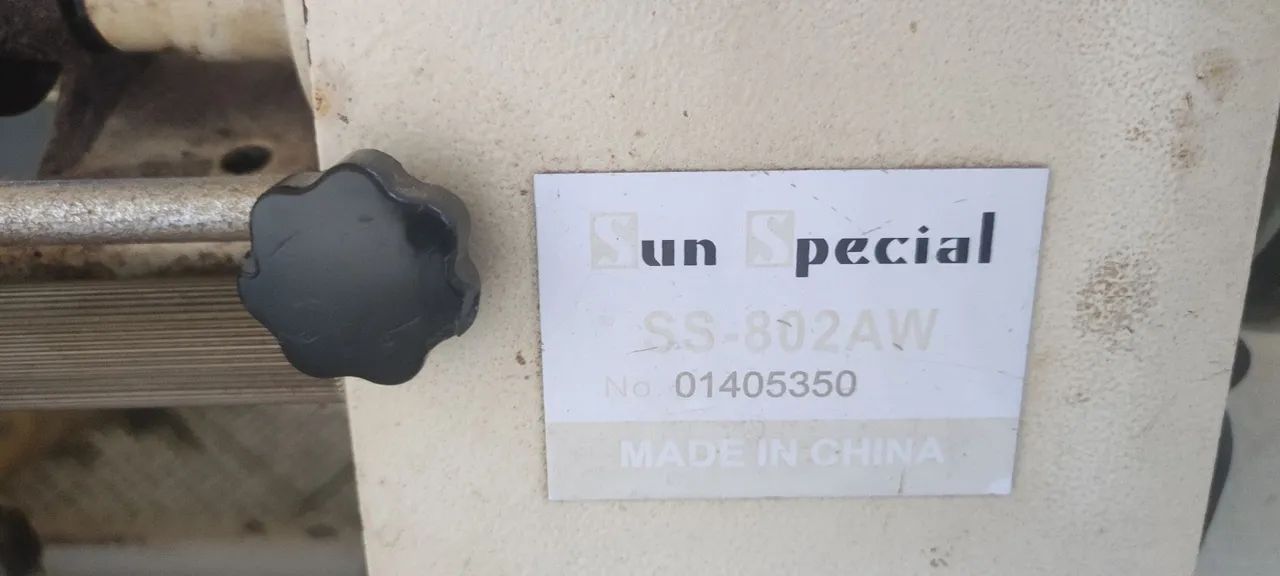 Sun Special
SS-802AW
No. 01405350
MADE IN CHINA